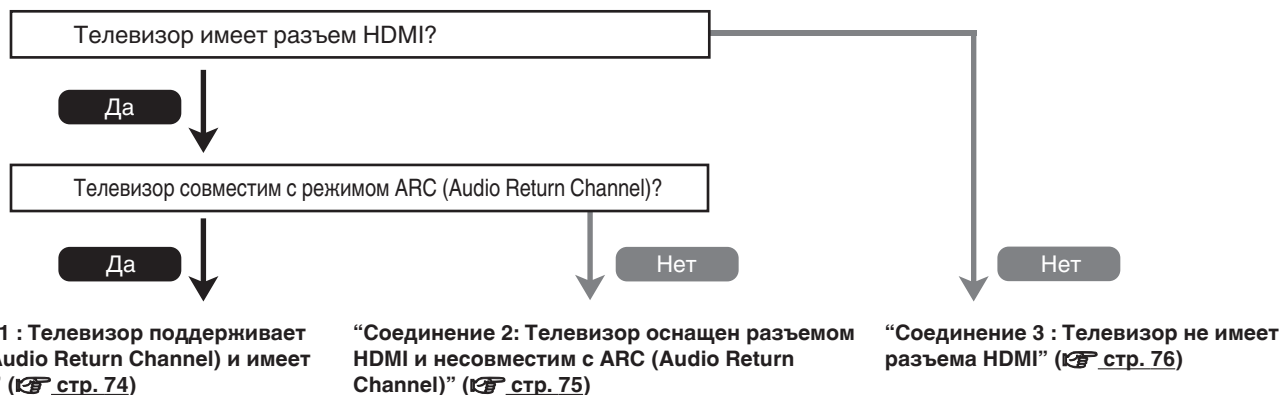 Телевизор имеет разъем HDMI?
Да
Телевизор совместим с режимом ARC (Audio Return Channel)?
Да
Нет
Нет
1 : Телевизор поддерживает
Audio Return Channel) и имеет
” (стр. 74)
“Соединение 2: Телевизор оснащен разъемом
HDMI и несовместим с ARC (Audio Return
Channel)” (стр. 75)
“Соединение 3 : Телевизор не имеет
разъема HDMI” (стр. 76)